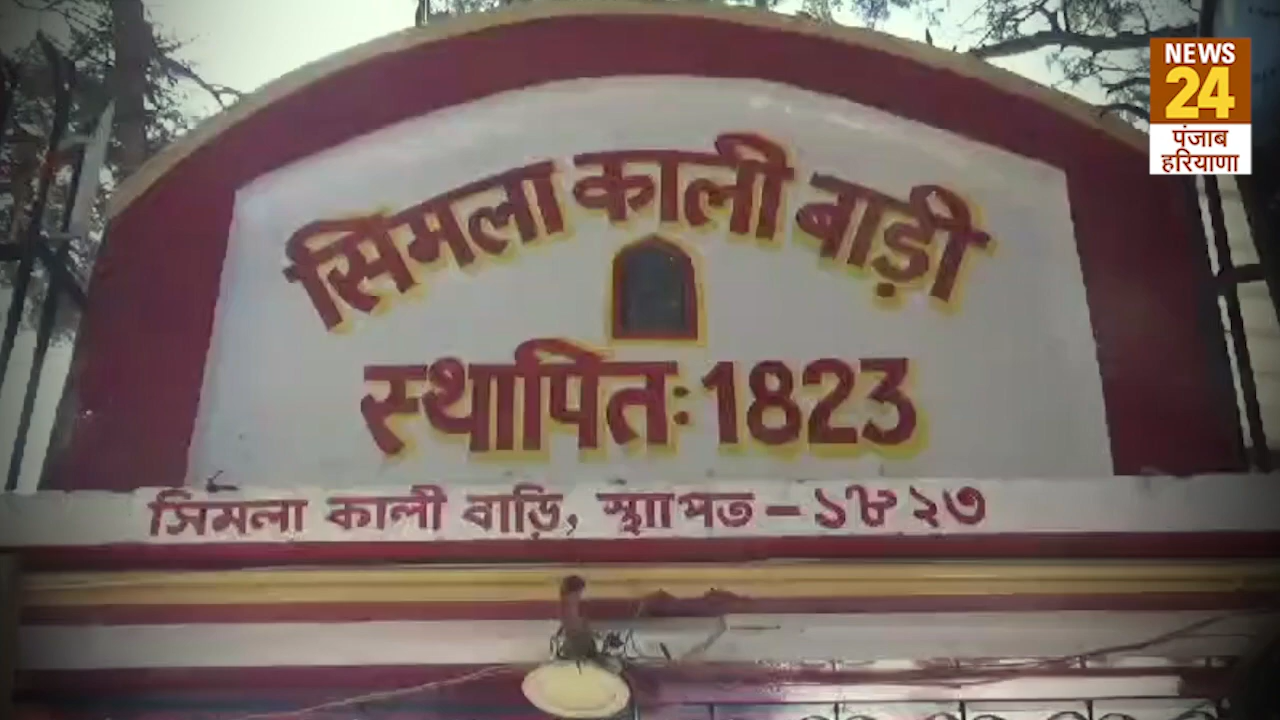 सिमला काली बाड़ी
स्थापितः 1823
সিমলা কালী বাড়ি, স্থাপিত - ১৮২৩
NEWS
24
पंजाब
हरियाणा